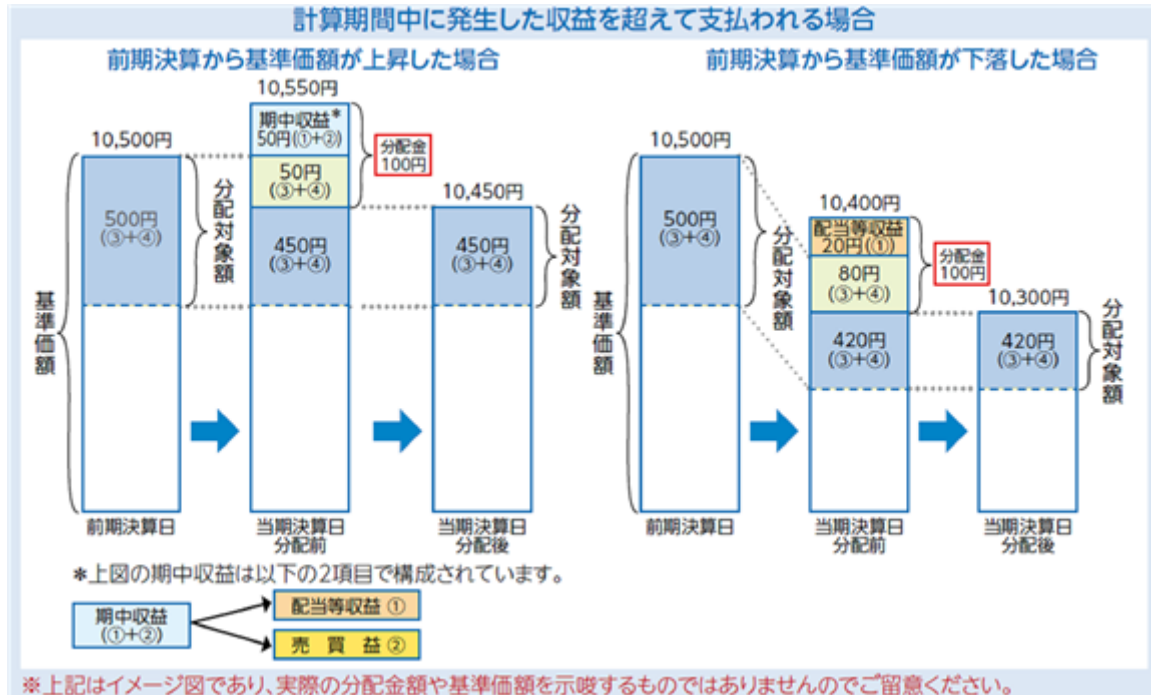 計算期間中に発生した収益を超えて支払われる場合
前期決算から基準価額が上昇した場合
10,550円
期中収益*
50円(①+②)
分配金
100円
10,500円
50円
(③+④)
10,450円
500円
(③+④)
分配対象額
450円
(③+④)
450円
(③+④)
分配対象額
基準価額
前期決算日
当期決算日
分配前
当期決算日
分配後
前期決算から基準価額が下落した場合
10,500円
10,400円
配当等収益
20円(①)
分配金
100円
500円
(③+④)
分配対象額
80円
(③+④)
10,300円
420円
(③+④)
420円
(③+④)
分配対象額
基準価額
前期決算日
当期決算日
分配前
当期決算日
分配後
*上図の期中収益は以下の2項目で構成されています。
期中収益
(①+②)
配当等収益 ①
売 買 益 ②
※上記はイメージ図であり、実際の分配金額や基準価額を示唆するものではありませんのでご留意ください。